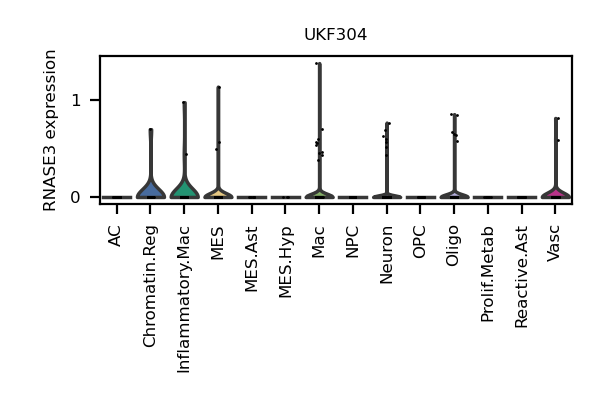 UKF304
RNASE3 expression
1
0
AC
Chromatin.Reg
Inflammatory.Mac
MES
MES.Ast
MES.Hyp
Mac
NPC
Neuron
OPC
Oligo
Prolif.Metab
Reactive.Ast
Vasc